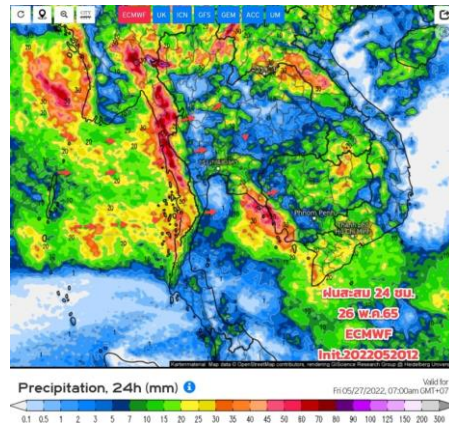 ECMWF UK ICN GFS GEM ACC UM
Phnom Penh
ฝนสะสม 24 ชม.
26 พ.ค.65
ECMWF
Init.2022052012
Kartenmaterial: Map data © OpenStreetMap contributors, rendering GIScience Research Group @ Heidelberg University
Precipitation, 24h (mm)
Valid for
Fri 05/27/2022, 07:00am GMT+07
0.1 0.5 1 2 3 5 7 10 15 20 25 30 35 40 45 50 60 70 80 90 100 125 150 200 300